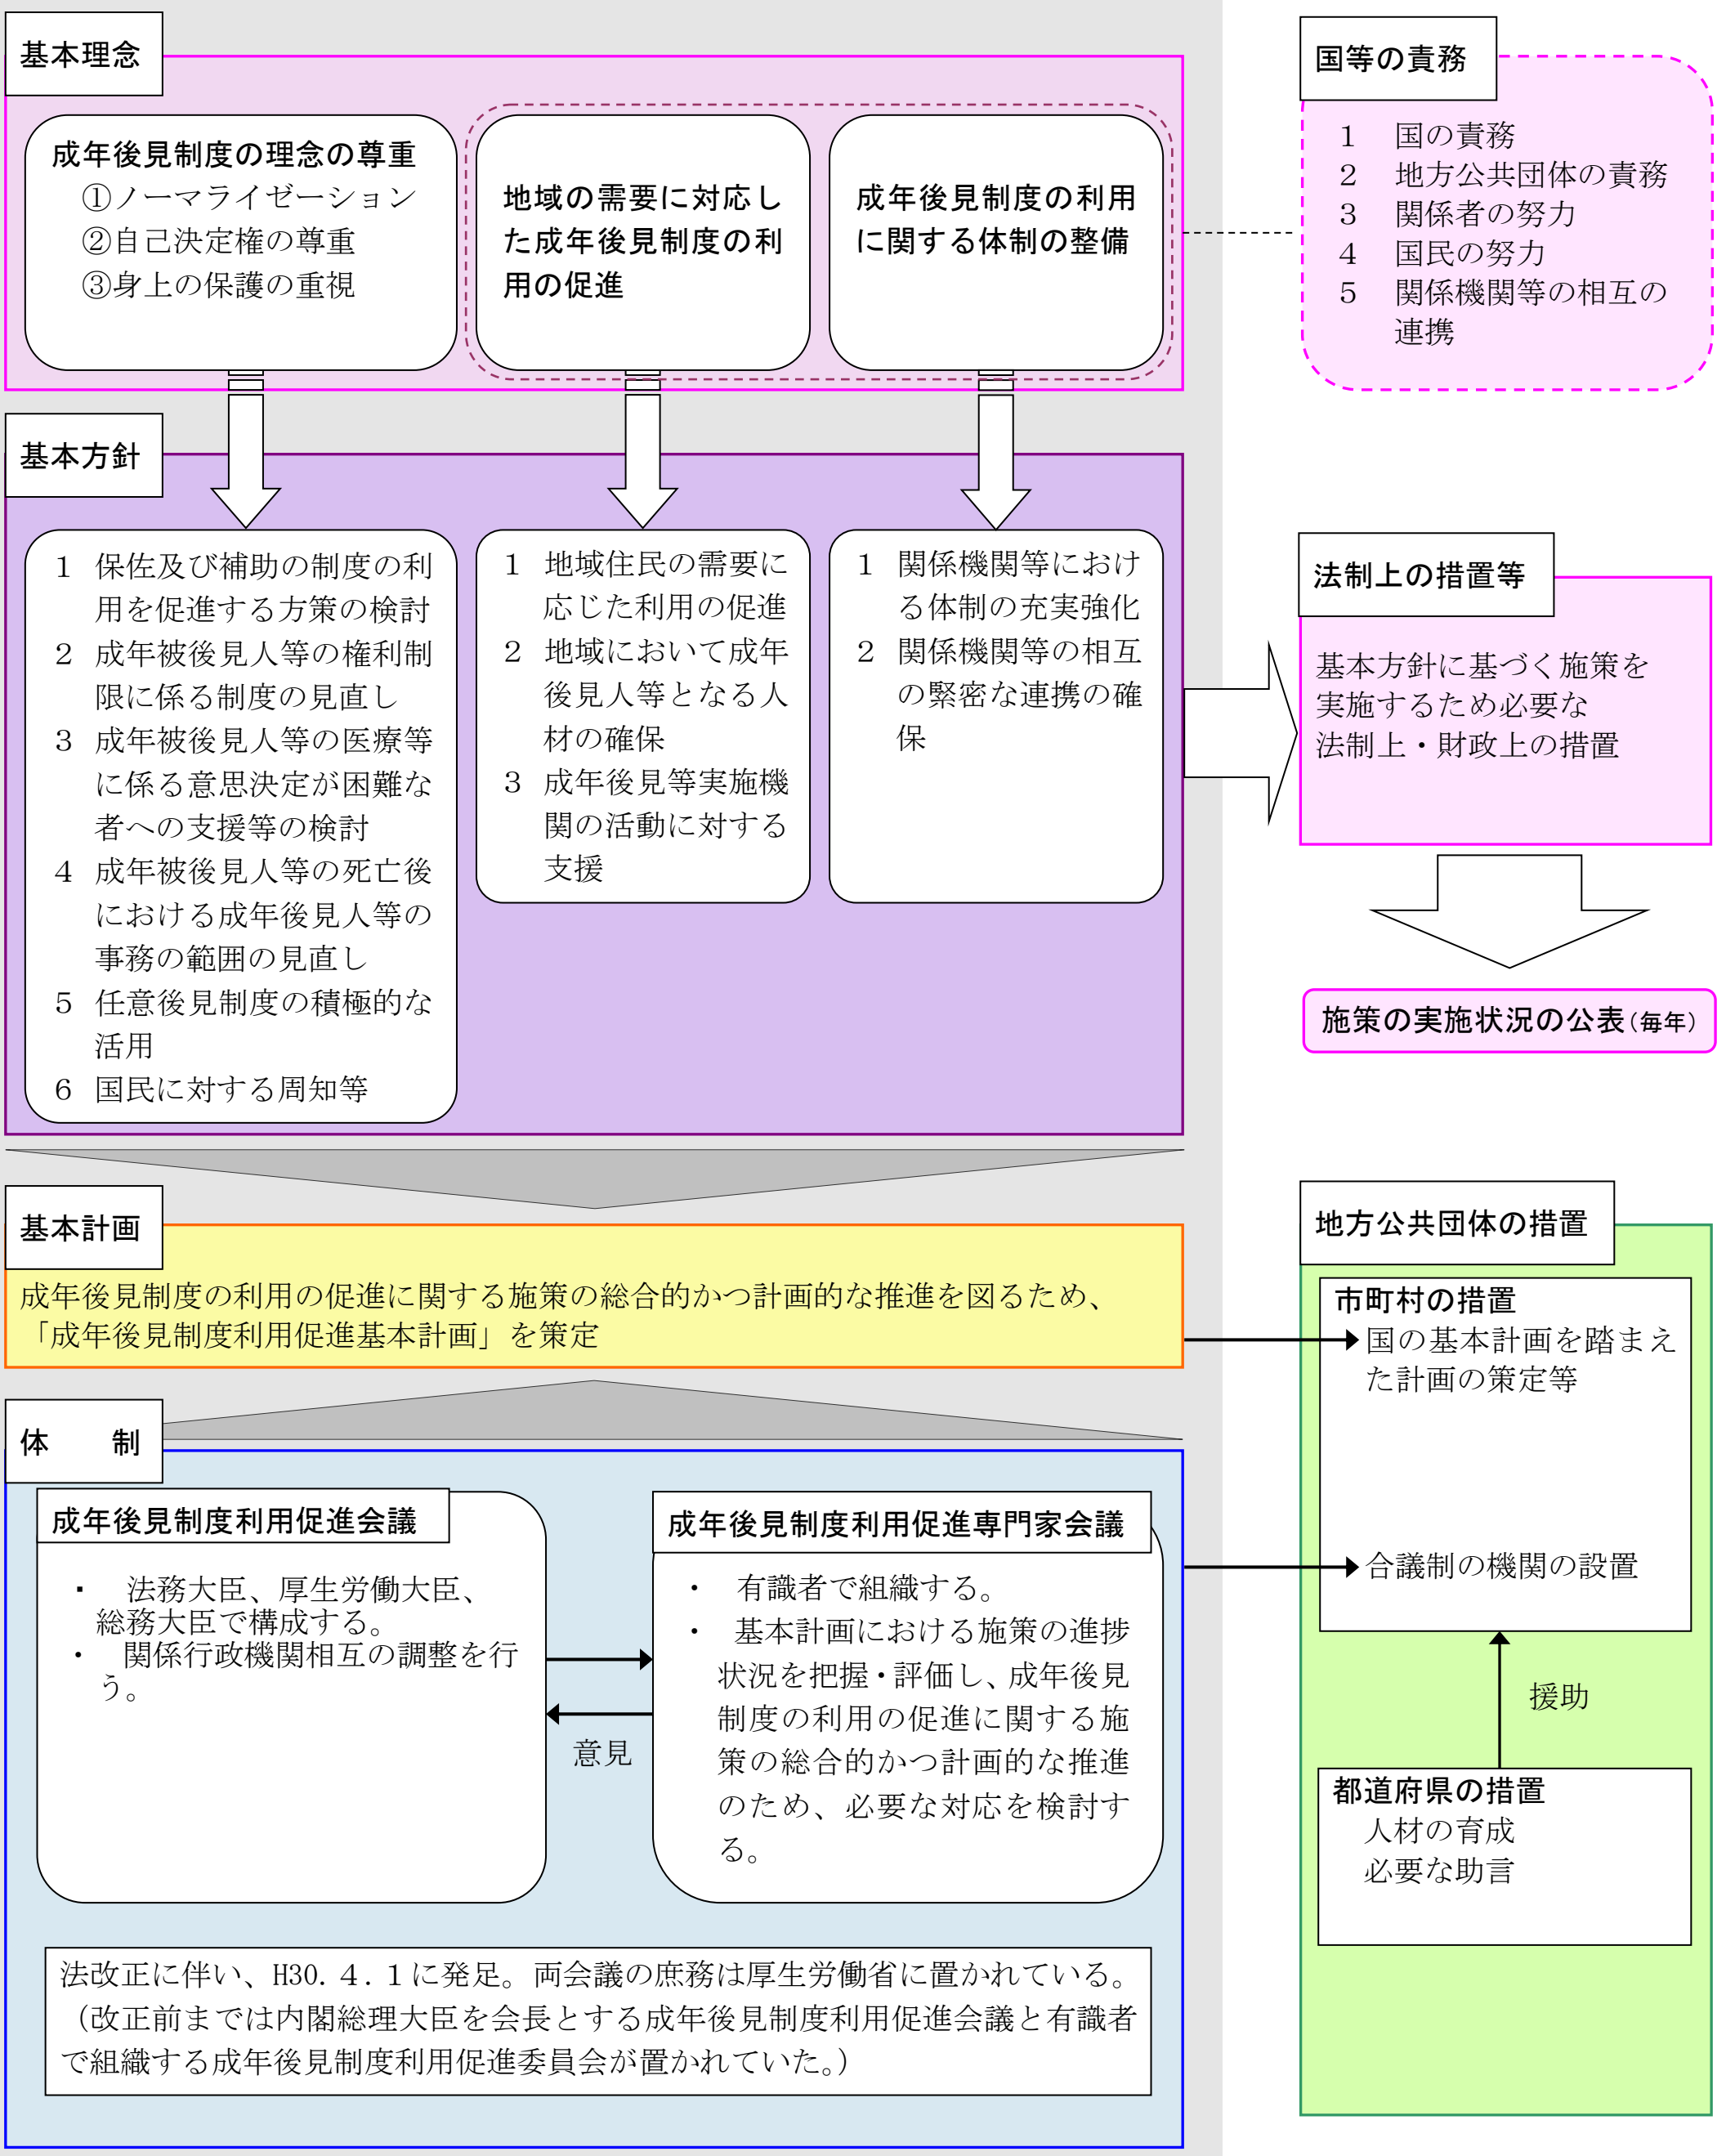 基本理念
成年後見制度の理念の尊重
①ノーマライゼーション
②自己決定権の尊重
③身上の保護の重視
地域の需要に対応し
た成年後見制度の利
用の促進
成年後見制度の利用
に関する体制の整備
国等の責務
1 国の責務
2 地方公共団体の責務
3 関係者の努力
4 国民の努力
5 関係機関等の相互の
連携
基本方針
1 保佐及び補助の制度の利
用を促進する方策の検討
2 成年被後見人等の権利制
限に係る制度の見直し
3 成年被後見人等の医療等
に係る意思決定が困難な
者への支援等の検討
4 成年被後見人等の死亡後
における成年後見人等の
事務の範囲の見直し
5 任意後見制度の積極的な
活用
6 国民に対する周知等
1 地域住民の需要に
応じた利用の促進
2 地域において成年
後見人等となる人
材の確保
3 成年後見等実施機
関の活動に対する
支援
1 関係機関等におけ
る体制の充実強化
2 関係機関等の相互
の緊密な連携の確
保
法制上の措置等
基本方針に基づく施策を
実施するため必要な
法制上・財政上の措置
施策の実施状況の公表(毎年)
基本計画
成年後見制度の利用の促進に関する施策の総合的かつ計画的な推進を図るため、
「成年後見制度利用促進基本計画」を策定
地方公共団体の措置
市町村の措置
国の基本計画を踏まえ
た計画の策定等
合議制の機関の設置
援助
都道府県の措置
人材の育成
必要な助言
体 制
成年後見制度利用促進会議
・ 法務大臣、厚生労働大臣、
総務大臣で構成する。
・ 関係行政機関相互の調整を行
う。
意見
成年後見制度利用促進専門家会議
・ 有識者で組織する。
・ 基本計画における施策の進捗
状況を把握・評価し、成年後見
制度の利用の促進に関する施
策の総合的かつ計画的な推進
のため、必要な対応を検討す
る。
法改正に伴い、H30.4.1に発足。両会議の庶務は厚生労働省に置かれている。
(改正前までは内閣総理大臣を会長とする成年後見制度利用促進会議と有識者
で組織する成年後見制度利用促進委員会が置かれていた。)